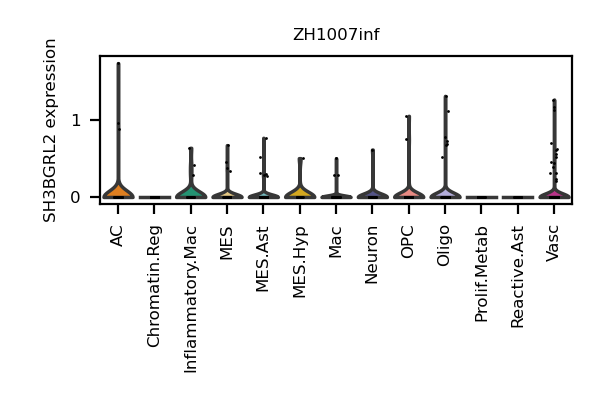 ZH1007inf
SH3BGRL2 expression
1
0
AC
Chromatin.Reg
Inflammatory.Mac
MES
MES.Ast
MES.Hyp
Mac
Neuron
OPC
Oligo
Prolif.Metab
Reactive.Ast
Vasc